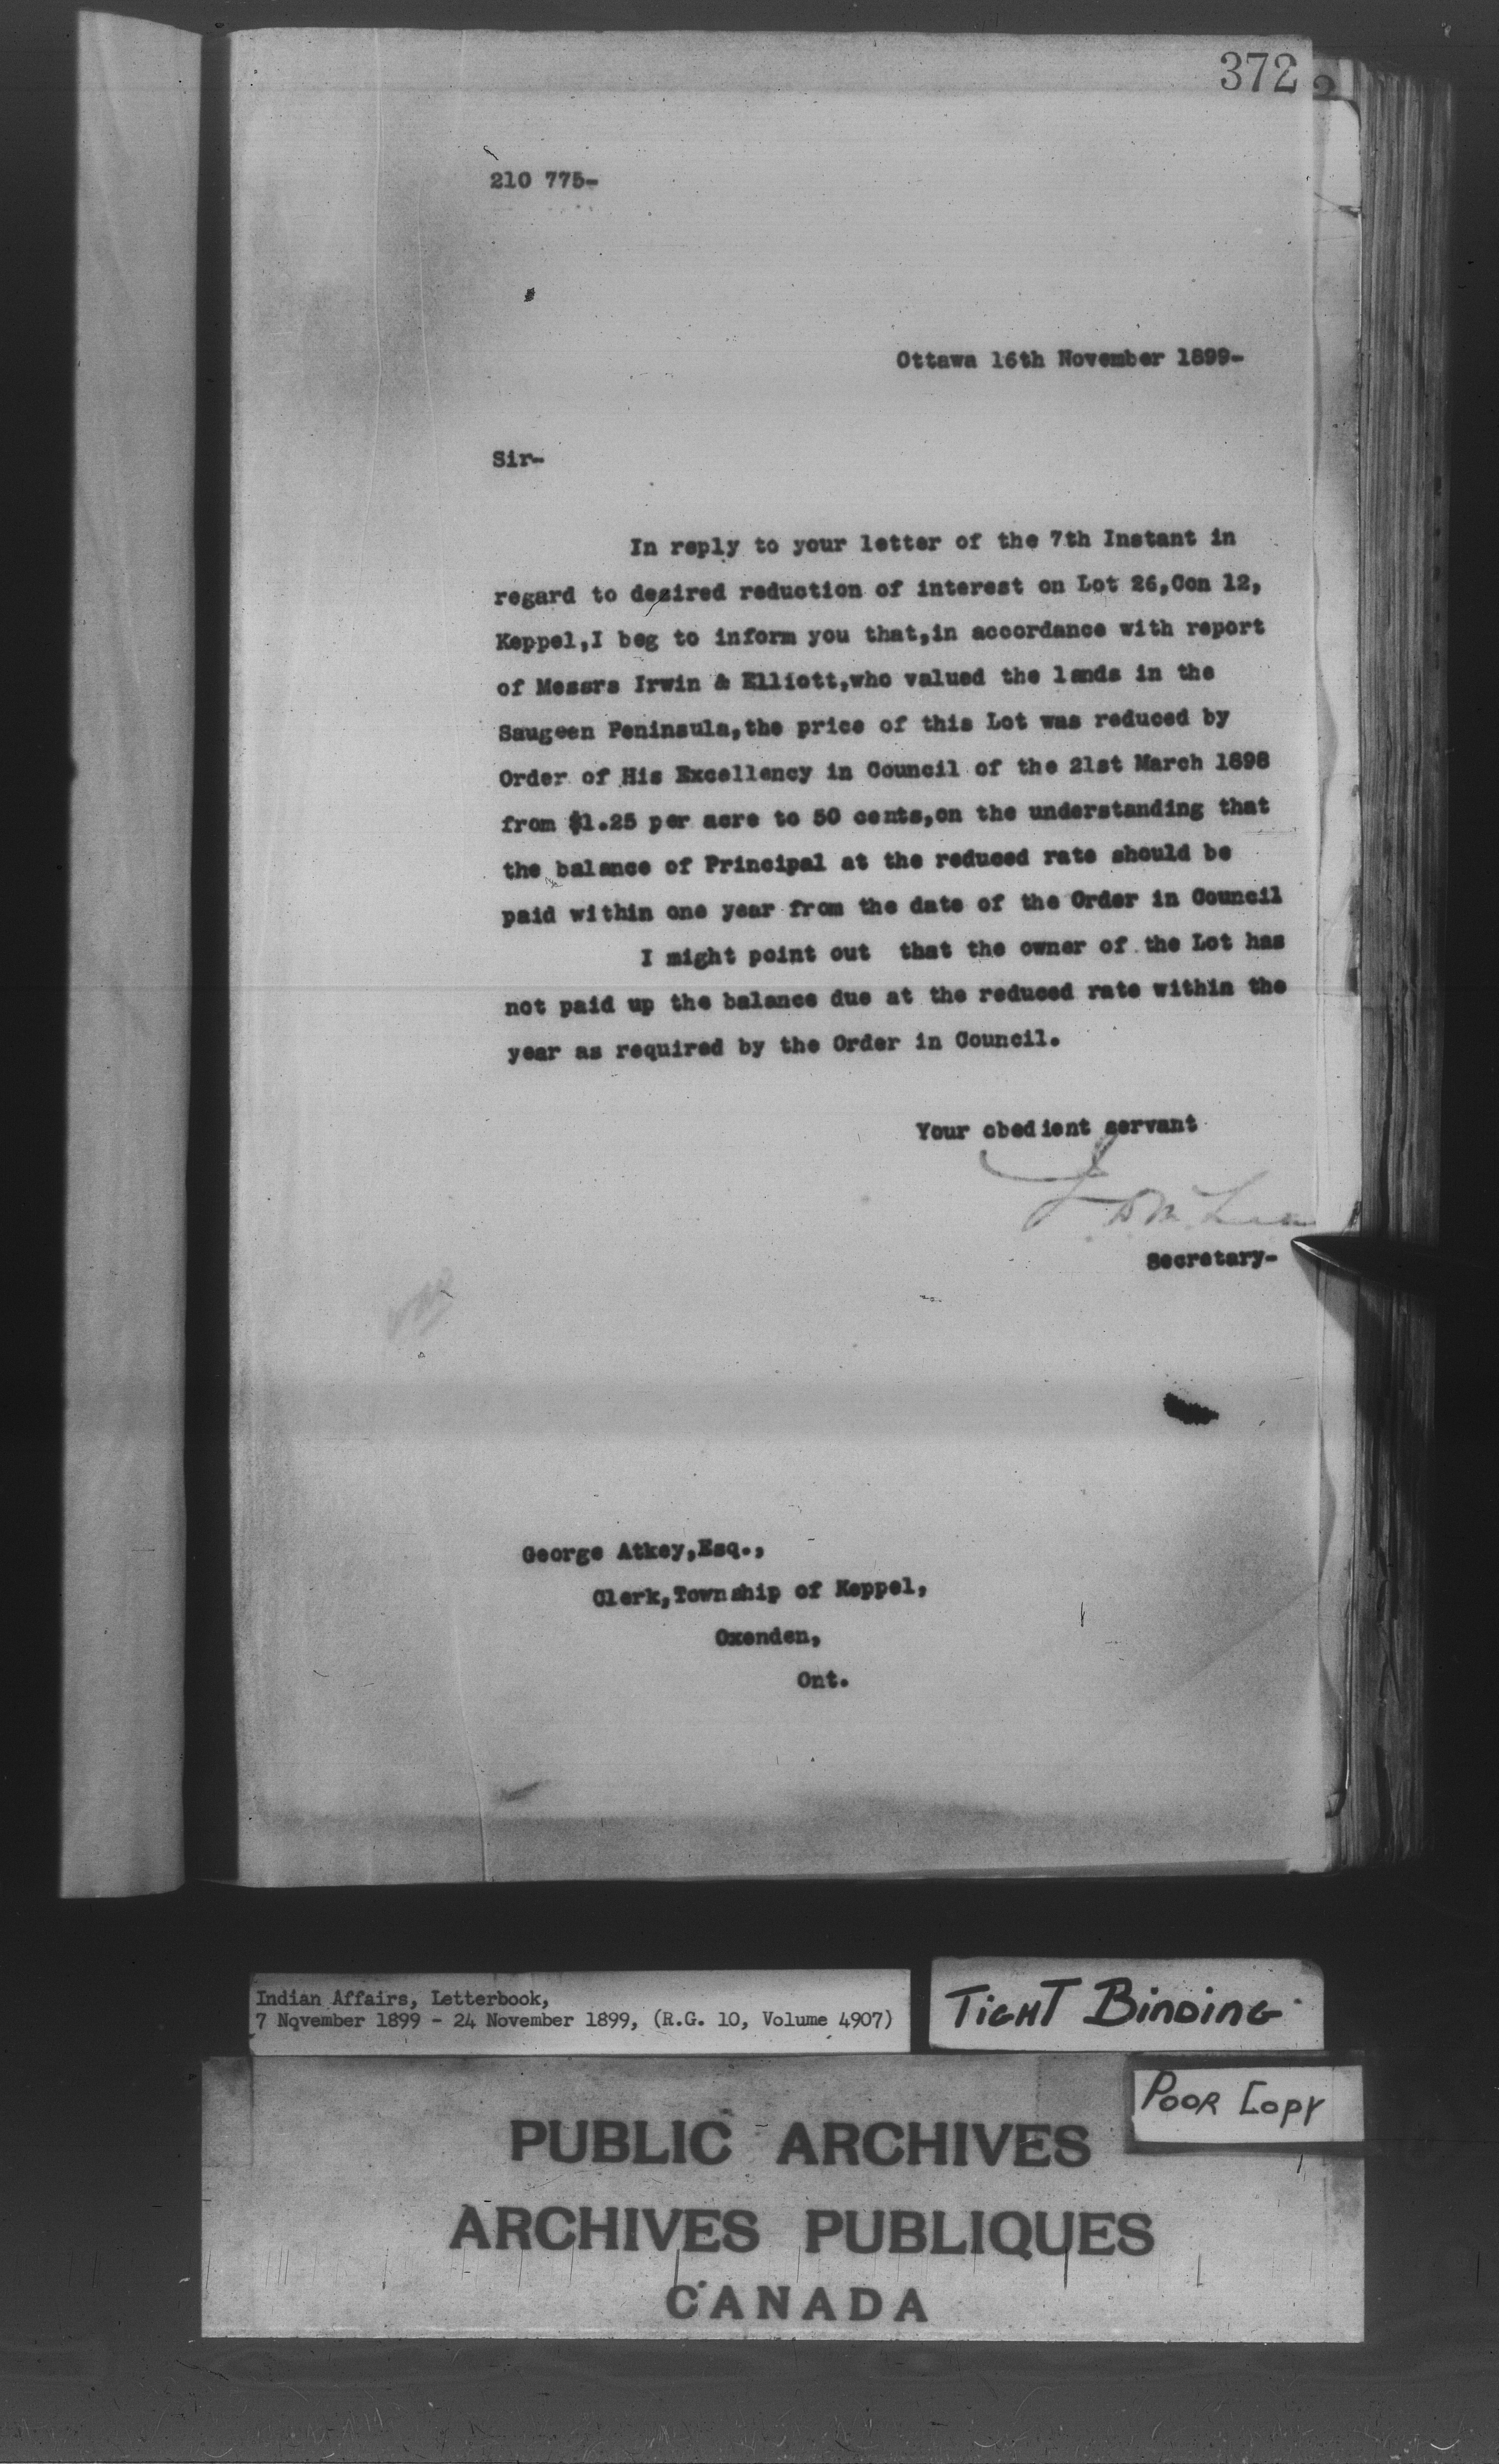 372
210 775-
Ottawa 16th November 1899-
Sir-
In reply to your letter of the 7th Instant in
regard to desired reduction of interest on Lot 26,Con 12,
Keppel,I beg to inform you that,in accordance with report
of Messrs Irwin & Elliott,who valued the lands in the
Saugeen Peninsula,the price of this Lot was reduced by
Order of His Excellency in Council of the 21st March 1898
from $1.25 per acre to 50 cents,on the understanding that
the balance of Principal at the reduced rate should be
paid within one year from the date of the Order in Council
I might point out that the owner of the Lot has
not paid up the balance due at the reduced rate within the
year as required by the Order in Council.
Your obedient servant
Secretary-
George Atkey,Esq.,
Clerk,Township of Keppel,
Oxenden,
Ont.
Indian Affairs, Letterbook,
7 November 1899 - 24 November 1899, (R.G. 10, Volume 4907)
TIGHT BINDING
POOR COPY
PUBLIC ARCHIVES
ARCHIVES PUBLIQUES
CANADA